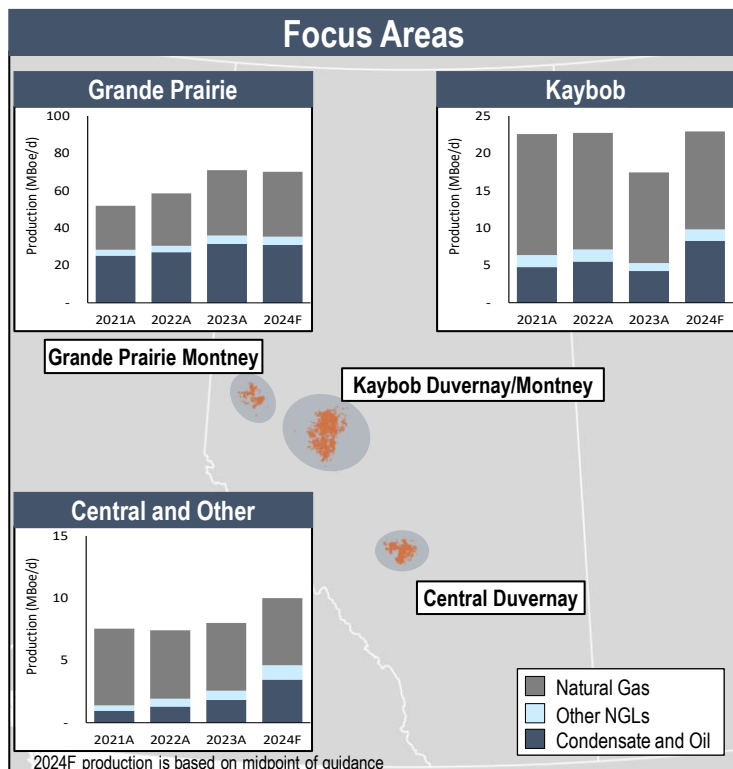 Focus Areas
Grande Prairie
Production (MBoe/d)
100
80
60
40
20
-
2021A 2022A 2023A 2024F
Kaybob
Production (MBoe/d)
25
20
15
10
5
-
2021A 2022A 2023A 2024F
Grande Prairie Montney
Kaybob Duvernay/Montney
Central and Other
Production (MBoe/d)
15
10
5
-
2021A 2022A 2023A 2024F
Central Duvernay
Natural Gas
Other NGLs
Condensate and Oil
2024F production is based on midpoint of guidance